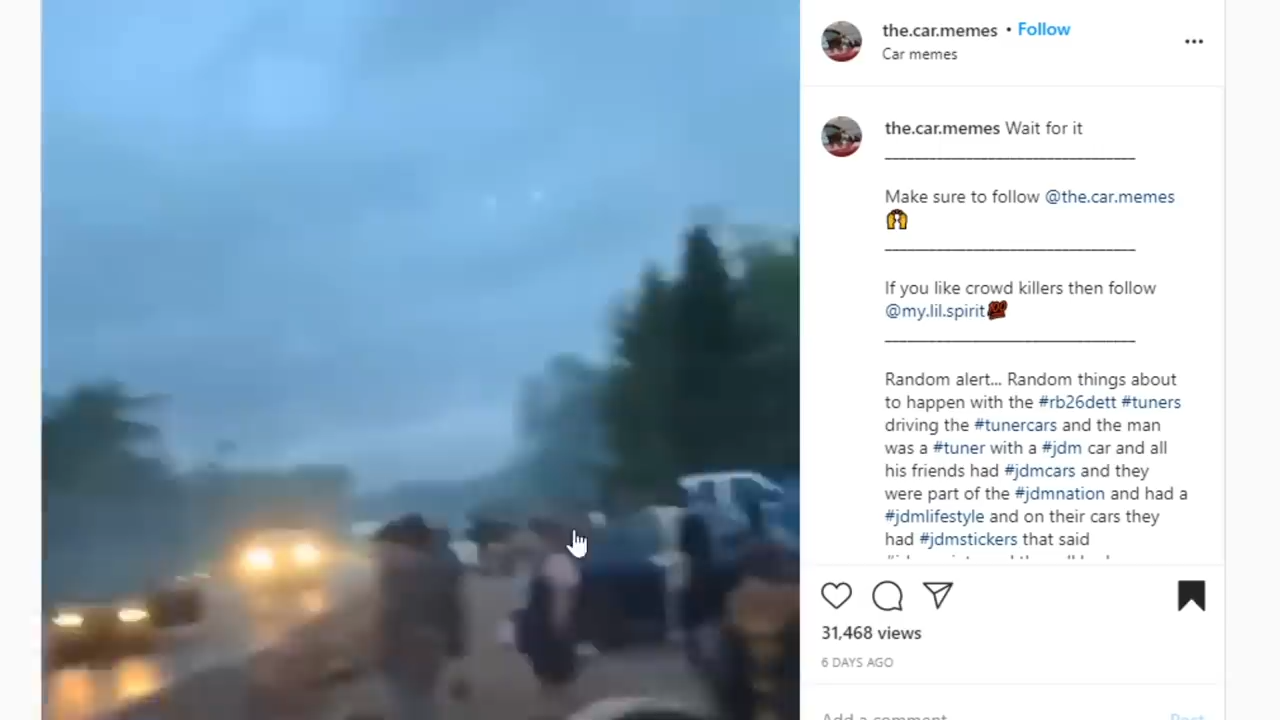 the.car.memes • Follow
Car memes
the.car.memes Wait for it
Make sure to follow @the.car.memes
If you like crowd killers then follow
@my.lil.spirit💯
Random alert... Random things about
to happen with the #rb26dett #tuners
driving the #tunercars and the man
was a #tuner with a #jdm car and all
his friends had #jdmcars and they
were part of the #jdmnation and had a
#jdmlifestyle and on their cars they
had #jdmstickers that said
31,468 views
6 DAYS AGO
Add a comment
Post